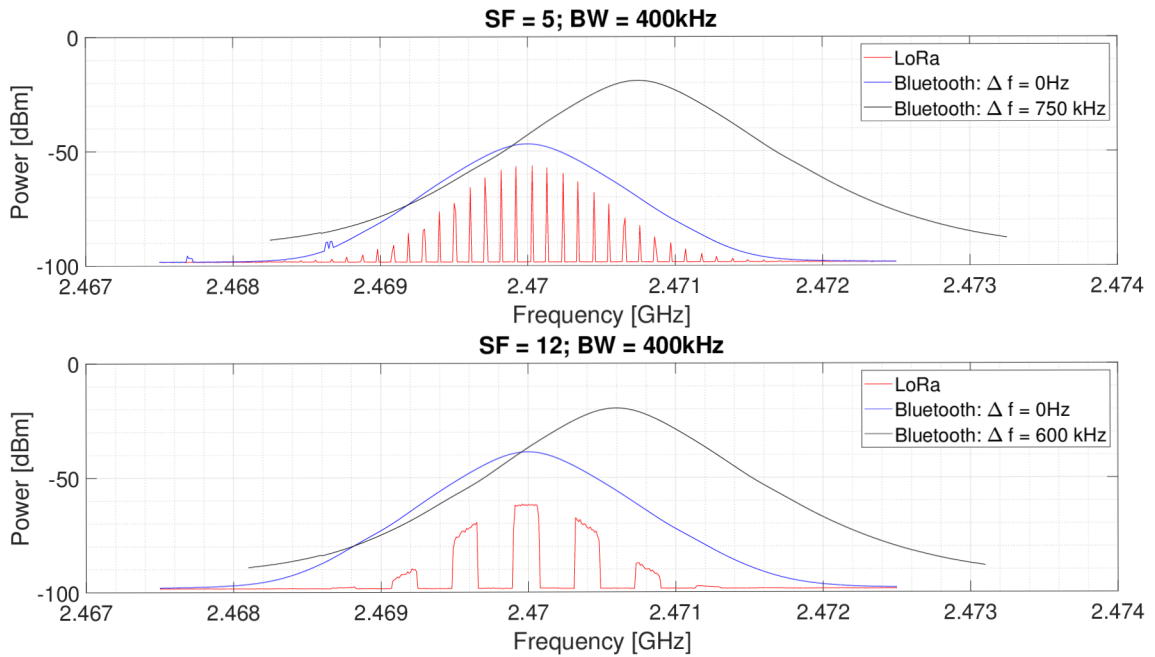 SF = 5; BW = 400kHz
0
-50
-100
Power [dBm]
LoRa
Bluetooth: Δ f = 0Hz
Bluetooth: Δ f = 750 kHz
2.467 2.468 2.469 2.47 2.471 2.472 2.473 2.474
Frequency [GHz]
SF = 12; BW = 400kHz
0
-50
-100
Power [dBm]
LoRa
Bluetooth: Δ f = 0Hz
Bluetooth: Δ f = 600 kHz
2.467 2.468 2.469 2.47 2.471 2.472 2.473 2.474
Frequency [GHz]